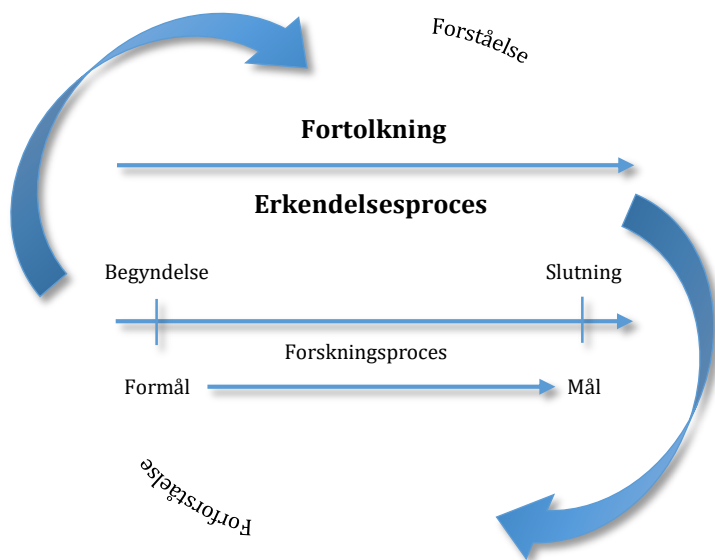 Forståelse
Fortolkning
Erkendelsesproces
Begyndelse
Slutning
Forskningsproces
Formål
Mål
Forforståelse